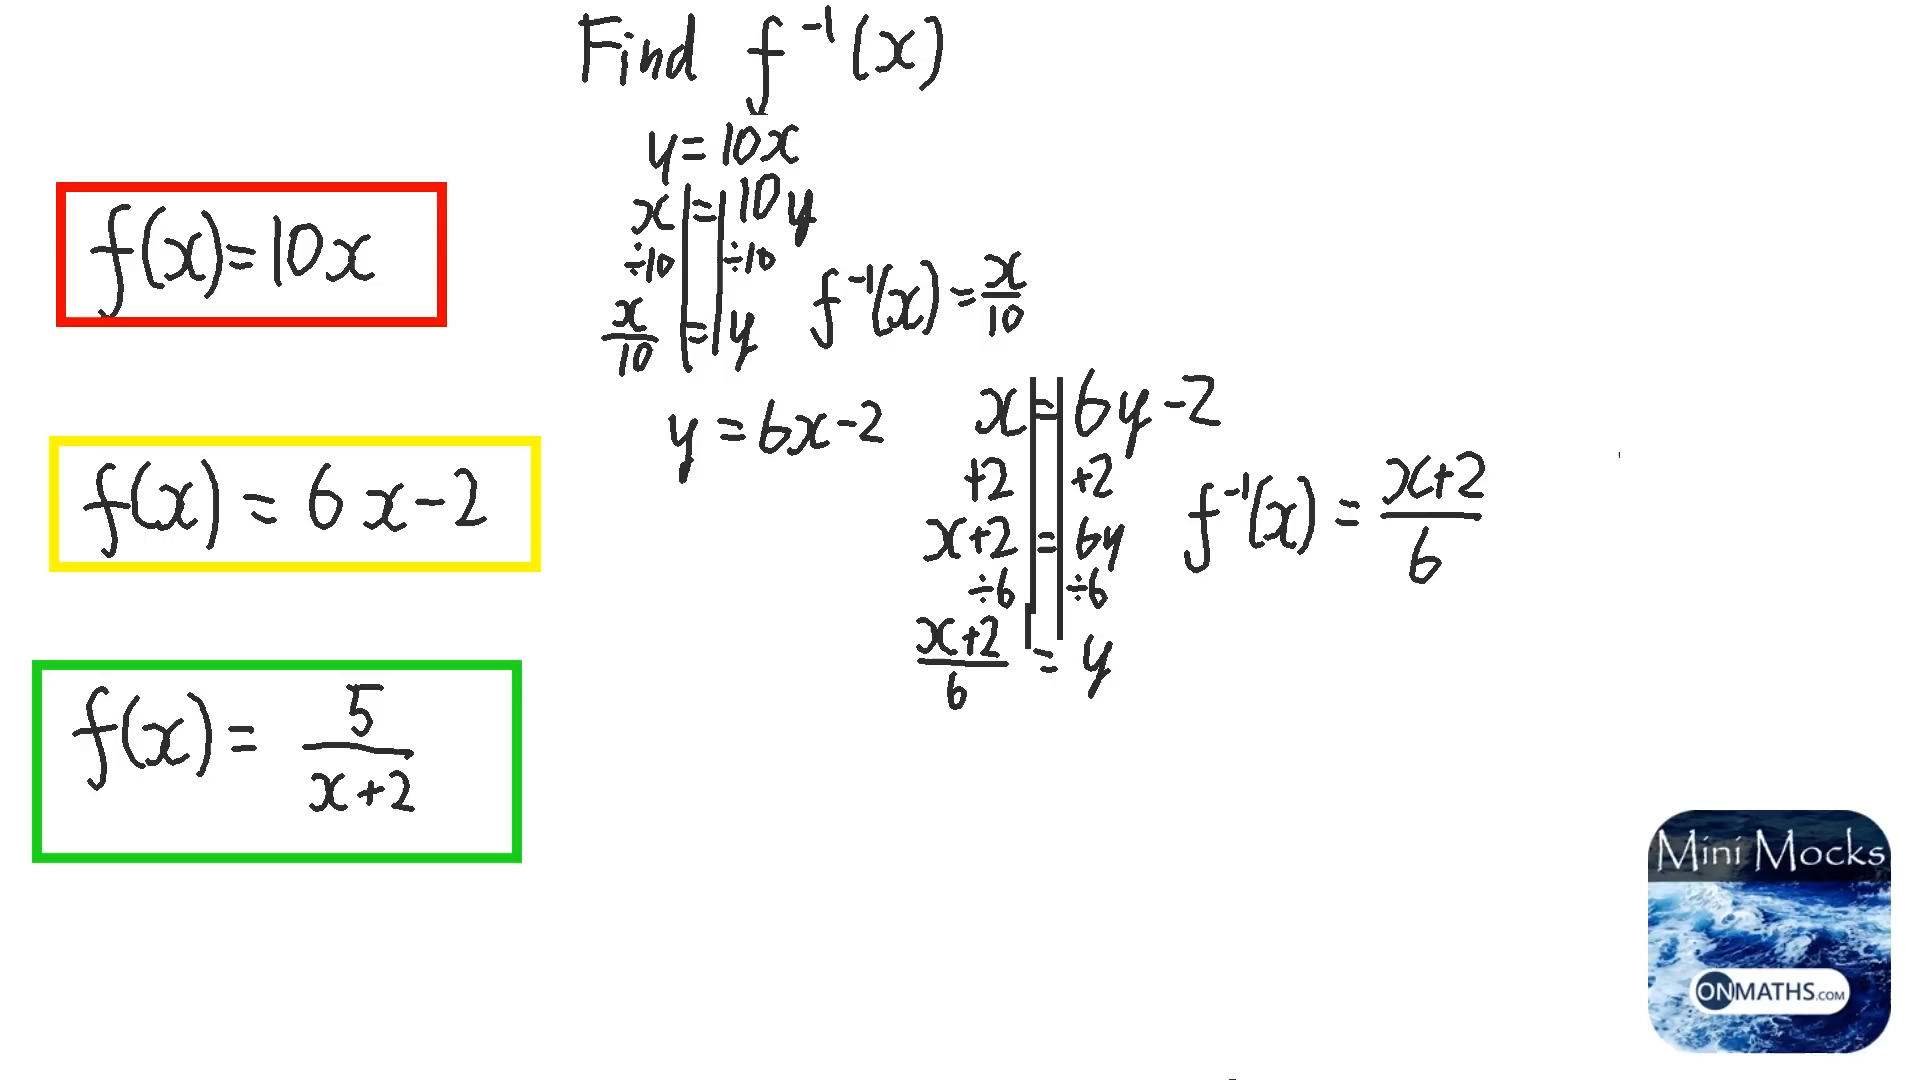 Find f⁻¹(x)
y = 10x
f(x) = 10x
x = 10y
÷10 ÷10
x/10 = y
f⁻¹(x) = x/10
y = 6x - 2
f(x) = 6x - 2
x = 6y - 2
+2 +2
x+2 = 6y
÷6 ÷6
(x+2)/6 = y
f⁻¹(x) = (x+2)/6
f(x) = 5/(x+2)
Mini Mocks
ONMATHS.COM